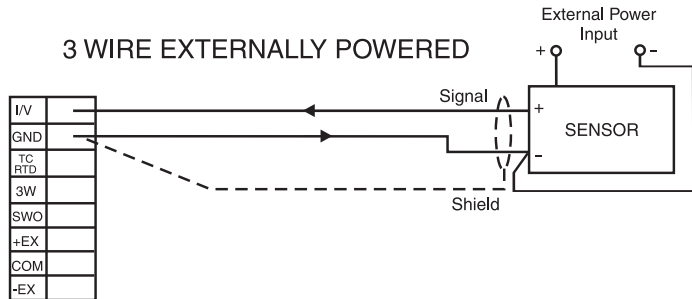 External Power
Input
+ -
3 WIRE EXTERNALLY POWERED
I/V
GND
TC
RTD
3W
SWO
+EX
COM
-EX
Signal
+
SENSOR
-
Shield